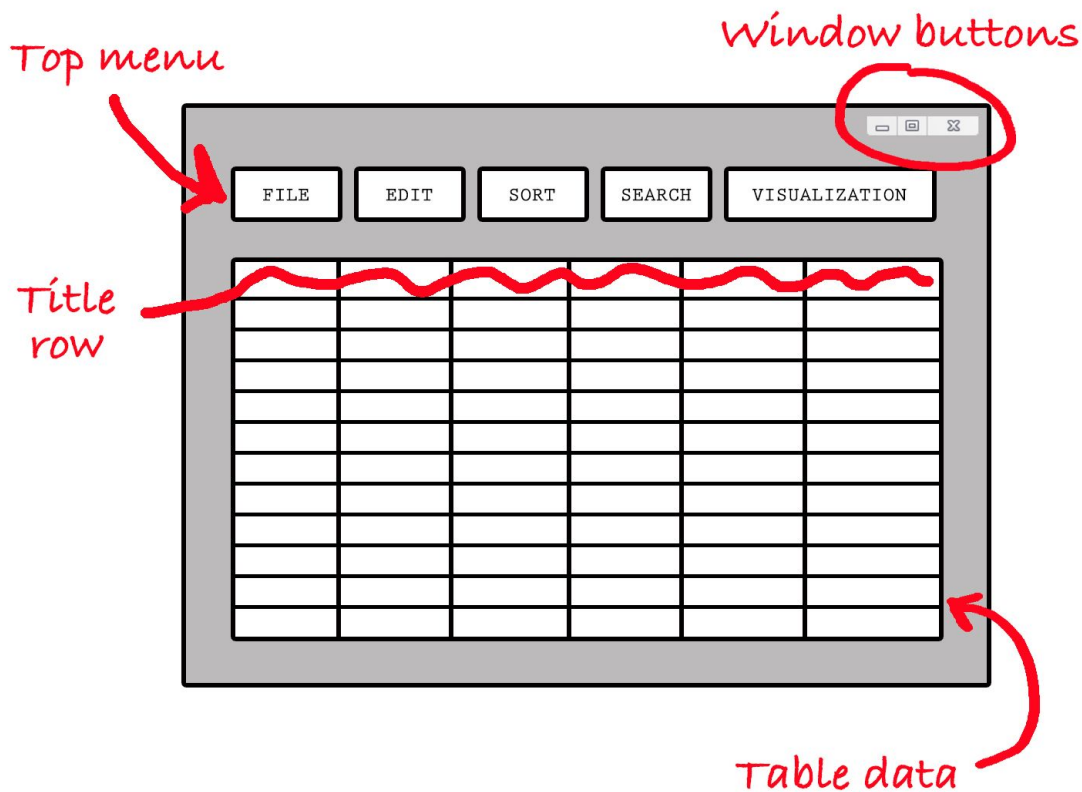 Window buttons
Top menu
FILE EDIT SORT SEARCH VISUALIZATION
Title
row
Table data